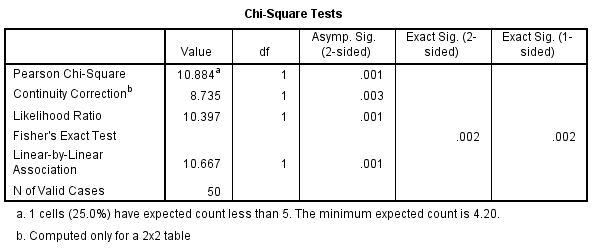 Chi-Square Tests
Value df Asymp. Sig. (2-sided) Exact Sig. (2-sided) Exact Sig. (1-sided)
Pearson Chi-Square 10.884a 1 .001
Continuity Correctionb 8.735 1 .003
Likelihood Ratio 10.397 1 .001
Fisher's Exact Test .002 .002
Linear-by-Linear Association 10.667 1 .001
N of Valid Cases 50
a. 1 cells (25.0%) have expected count less than 5. The minimum expected count is 4.20.
b. Computed only for a 2x2 table